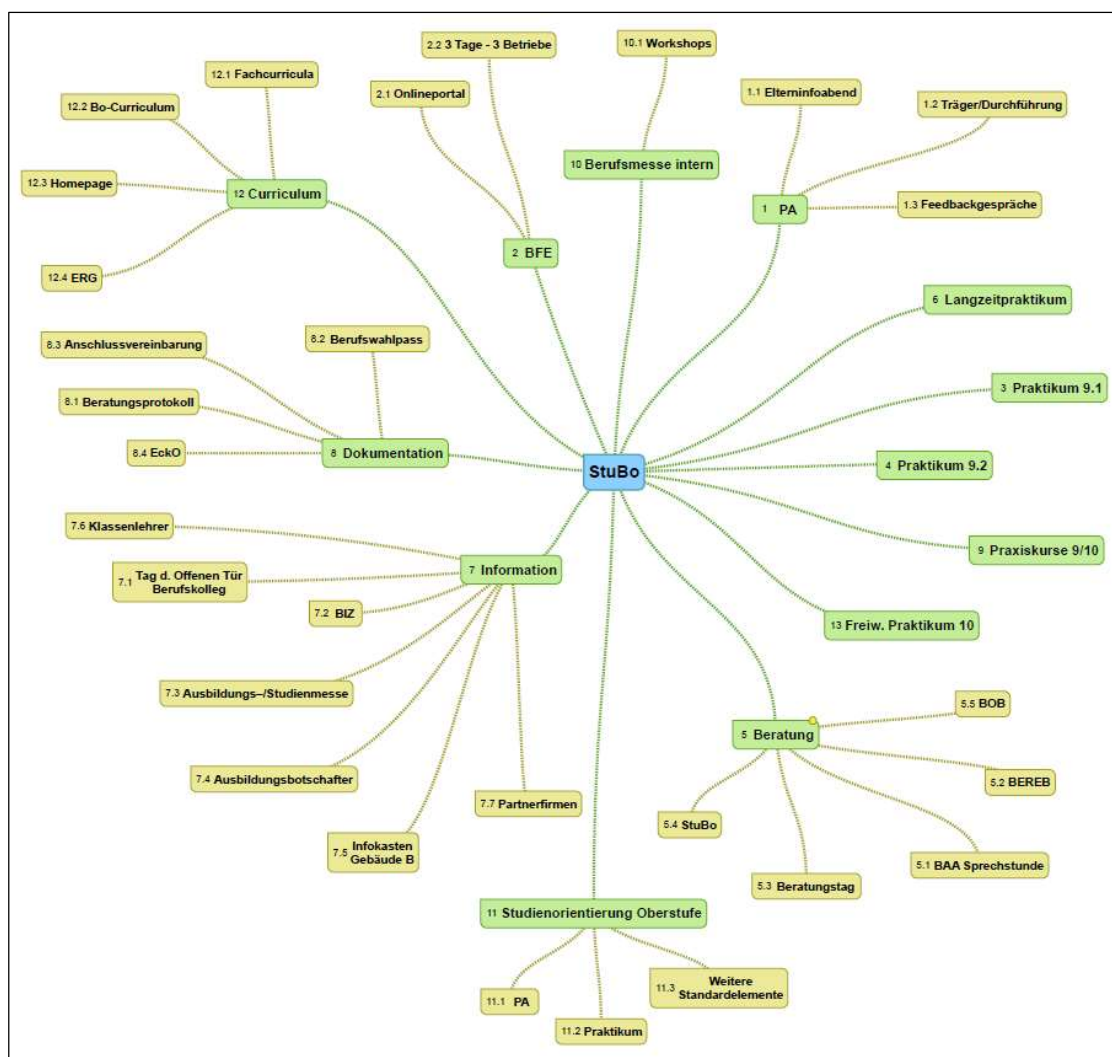 2.2 3 Tage - 3 Betriebe
10.1 Workshops
12.1 Fachcurricula
2.1 Onlineportal
1.1 Elterninfoabend
12.2 Bo-Curriculum
1.2 Träger/Durchführung
10 Berufsmesse intern
12.3 Homepage
12 Curriculum
1 PA
1.3 Feedbackgespräche
2 BFE
12.4 ERG
6 Langzeitpraktikum
8.3 Anschlussvereinbarung
8.2 Berufswahlpass
3 Praktikum 9.1
8.1 Beratungsprotokoll
8.4 EckO
8 Dokumentation
StuBo
4 Praktikum 9.2
7.6 Klassenlehrer
9 Praxiskurse 9/10
7 Information
7.1 Tag d. Offenen Tür
Berufskolleg
7.2 BIZ
13 Freiw. Praktikum 10
7.3 Ausbildungs–/Studienmesse
5.5 BOB
5 Beratung
5.2 BEREB
7.4 Ausbildungsbotschafter
7.7 Partnerfirmen
5.4 StuBo
7.5 Infokasten
Gebäude B
5.1 BAA Sprechstunde
5.3 Beratungstag
11 Studienorientierung Oberstufe
11.1 PA
11.3 Weitere
Standardelemente
11.2 Praktikum